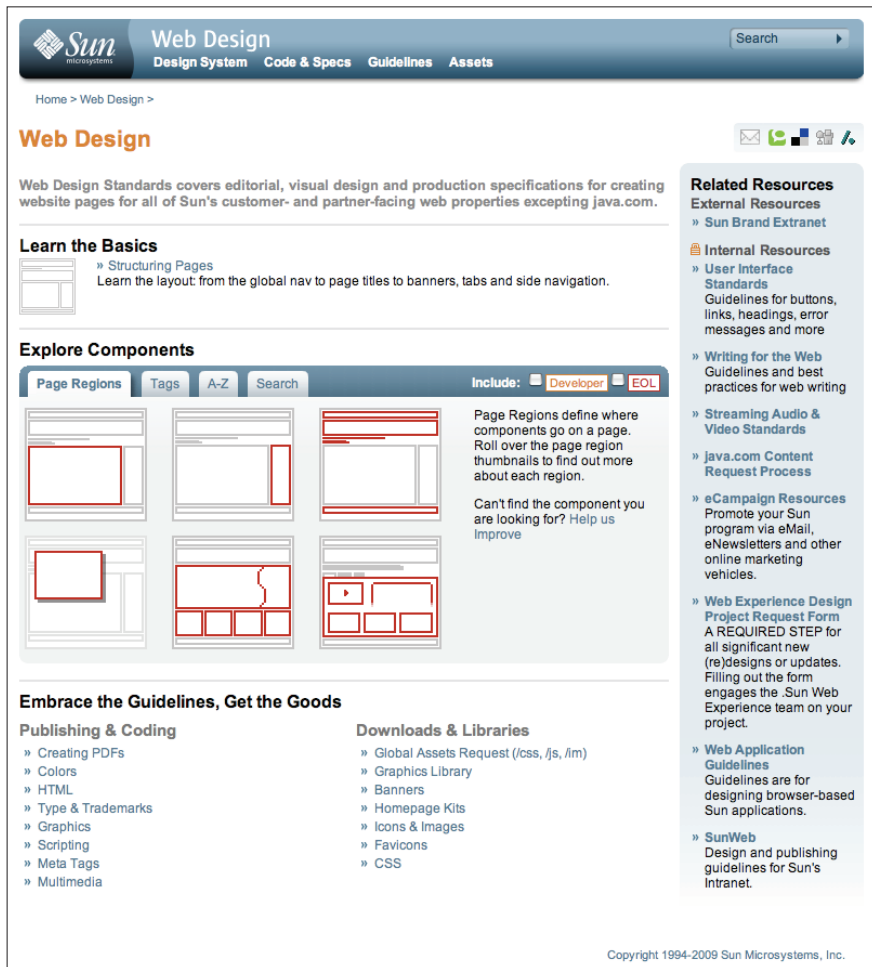 Sun
microsystems
Web Design
Design System Code & Specs Guidelines Assets
Search
Home > Web Design >
Web Design
Web Design Standards covers editorial, visual design and production specifications for creating
website pages for all of Sun's customer- and partner-facing web properties excepting java.com.
Learn the Basics
» Structuring Pages
Learn the layout: from the global nav to page titles to banners, tabs and side navigation.
Explore Components
Page Regions Tags A-Z Search Include: Developer EOL
Page Regions define where
components go on a page.
Roll over the page region
thumbnails to find out more
about each region.
Can't find the component you
are looking for? Help us
Improve
Embrace the Guidelines, Get the Goods
Publishing & Coding
» Creating PDFs
» Colors
» HTML
» Type & Trademarks
» Graphics
» Scripting
» Meta Tags
» Multimedia
Downloads & Libraries
» Global Assets Request (/css, /js, /im)
» Graphics Library
» Banners
» Homepage Kits
» Icons & Images
» Favicons
» CSS
Related Resources
External Resources
» Sun Brand Extranet
Internal Resources
» User Interface
Standards
Guidelines for buttons,
links, headings, error
messages and more
» Writing for the Web
Guidelines and best
practices for web writing
» Streaming Audio &
Video Standards
» java.com Content
Request Process
» eCampaign Resources
Promote your Sun
program via eMail,
eNewsletters and other
online marketing
vehicles.
» Web Experience Design
Project Request Form
A REQUIRED STEP for
all significant new
(re)designs or updates.
Filling out the form
engages the .Sun Web
Experience team on your
project.
» Web Application
Guidelines
Guidelines are for
designing browser-based
Sun applications.
» SunWeb
Design and publishing
guidelines for Sun's
Intranet.
Copyright 1994-2009 Sun Microsystems, Inc.